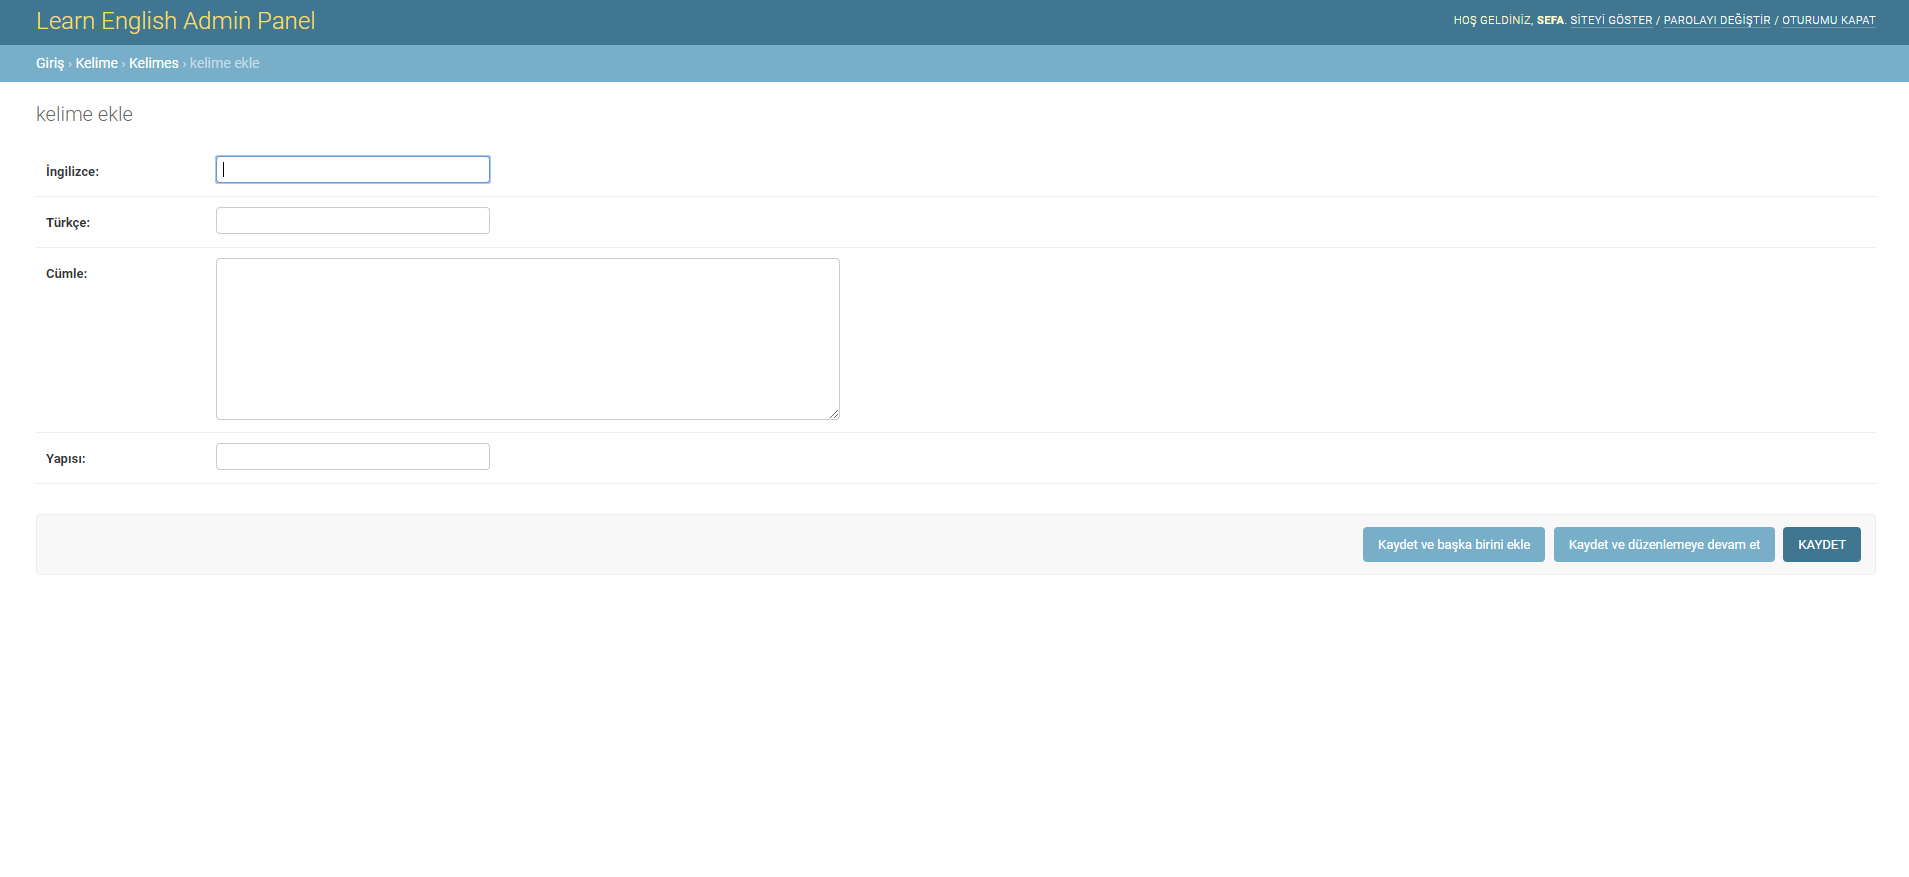 Learn English Admin Panel
HOŞ GELDİNİZ, SEFA. SİTEYİ GÖSTER / PAROLAYI DEĞİŞTİR / OTURUMU KAPAT
Giriş › Kelime › Kelimes › kelime ekle
kelime ekle
İngilizce:
Türkçe:
Cümle:
Yapısı:
Kaydet ve başka birini ekle
Kaydet ve düzenlemeye devam et
KAYDET